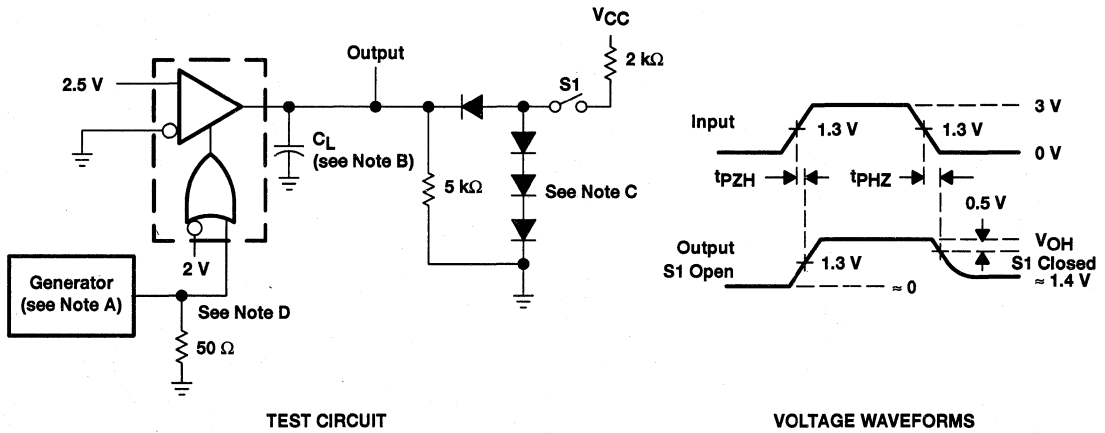 VCC
2 kΩ
S1
Output
2.5 V
CL
(see Note B)
5 kΩ
See Note C
2 V
Generator
(see Note A)
See Note D
50 Ω
TEST CIRCUIT
3 V
Input
1.3 V
1.3 V
0 V
tPZH
tPHZ
0.5 V
Output
S1 Open
1.3 V
VOH
S1 Closed
≈ 1.4 V
≈ 0
VOLTAGE WAVEFORMS